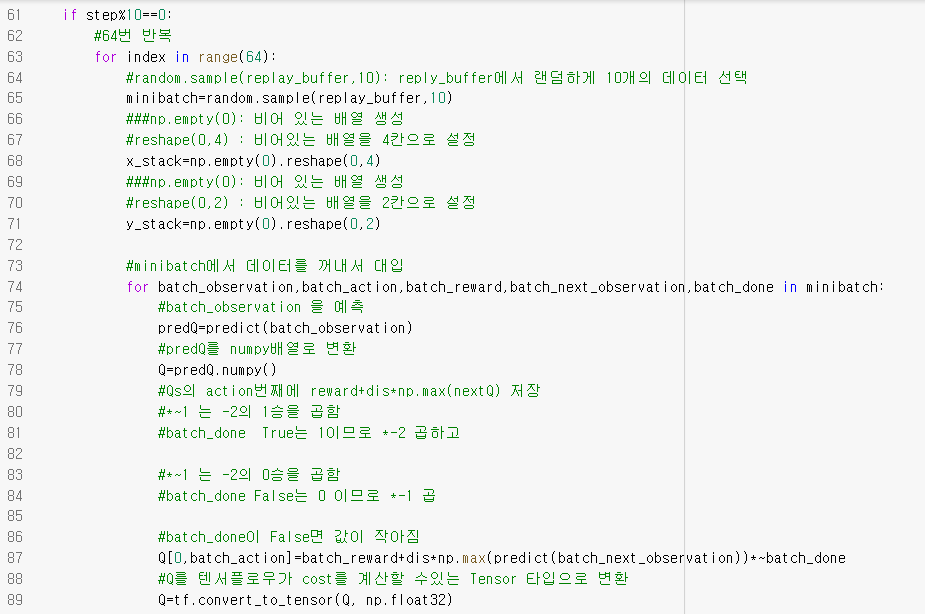 61 if step%10==0:
62 #64번 반복
63 for index in range(64):
64 #random.sample(replay_buffer,10): reply_buffer에서 랜덤하게 10개의 데이터 선택
65 minibatch=random.sample(replay_buffer,10)
66 ###np.empty(0): 비어 있는 배열 생성
67 #reshape(0,4) : 비어있는 배열을 4칸으로 설정
68 x_stack=np.empty(0).reshape(0,4)
69 ###np.empty(0): 비어 있는 배열 생성
70 #reshape(0,2) : 비어있는 배열을 2칸으로 설정
71 y_stack=np.empty(0).reshape(0,2)
72
73 #minibatch에서 데이터를 꺼내서 대입
74 for batch_observation,batch_action,batch_reward,batch_next_observation,batch_done in minibatch:
75 #batch_observation 을 예측
76 predQ=predict(batch_observation)
77 #predQ를 numpy배열로 변환
78 Q=predQ.numpy()
79 #Qs의 action번째에 reward+dis*np.max(nextQ) 저장
80 #*~1 는 -2의 1승을 곱함
81 #batch_done  True는 1이므로 *-2 곱하고
82
83 #*~1 는 -2의 0승을 곱함
84 #batch_done False는 0 이므로 *-1 곱
85
86 #batch_done이 False면 값이 작아짐
87 Q[0,batch_action]=batch_reward+dis*np.max(predict(batch_next_observation))*~batch_done
88 #Q를 텐서플로우가 cost를 계산할 수있는 Tensor 타입으로 변환
89 Q=tf.convert_to_tensor(Q, np.float32)